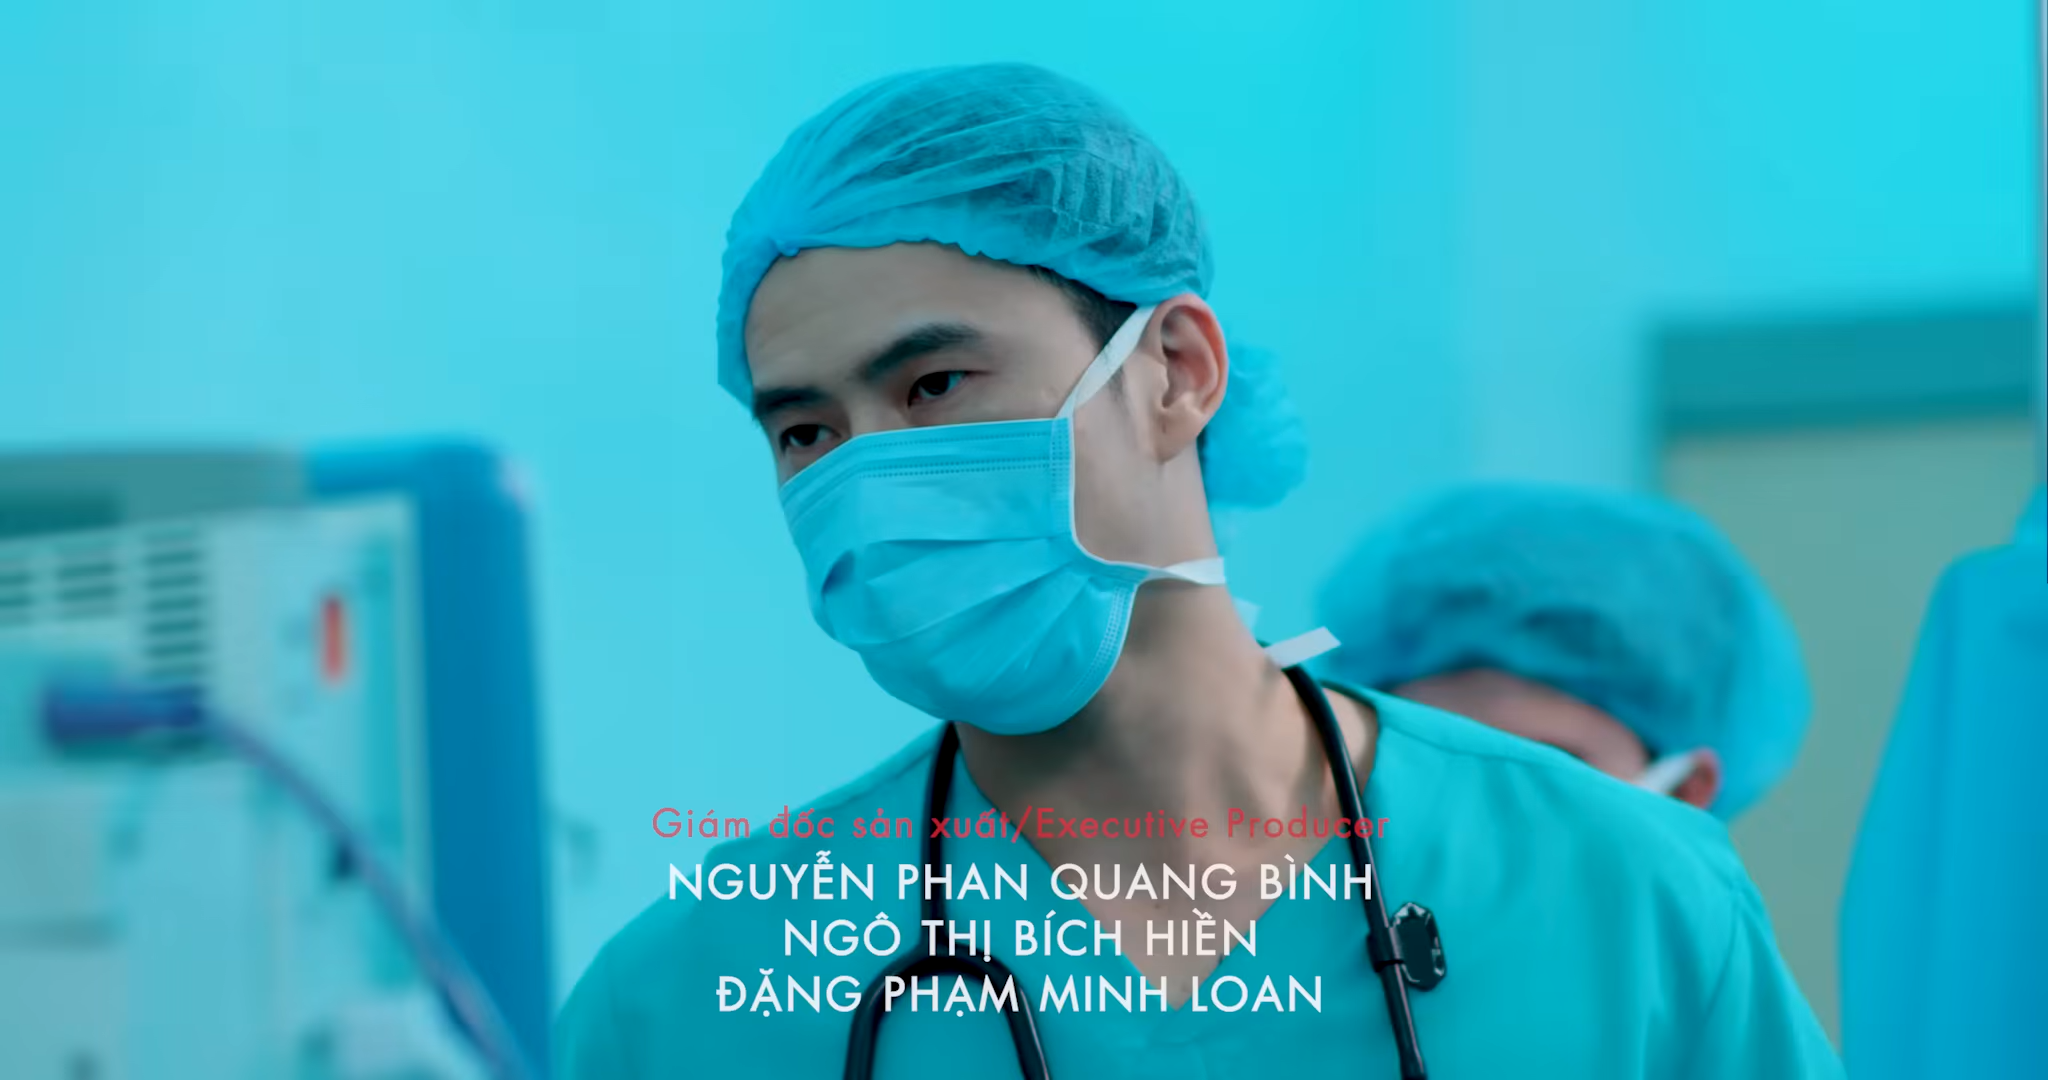 Giám đốc sản xuất/Executive Producer
NGUYỄN PHAN QUANG BÌNH
NGÔ THỊ BÍCH HIỀN
ĐẶNG PHẠM MINH LOAN